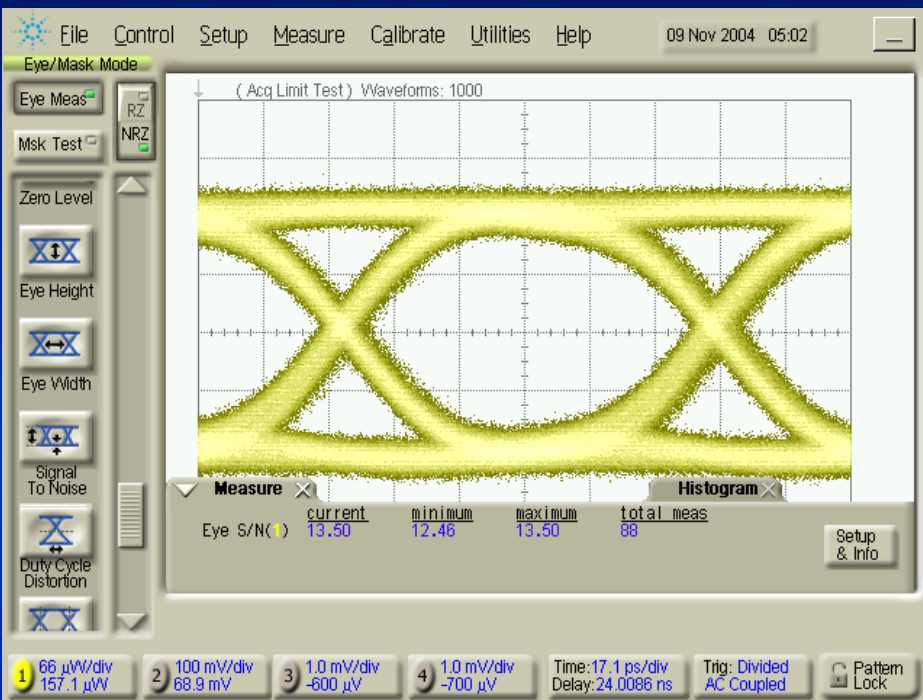 File Control Setup Measure Calibrate Utilities Help 09 Nov 2004 05:02
Eye/Mask Mode
Eye Meas
RZ
NRZ
Msk Test
( Acq Limit Test ) Waveforms: 1000
Zero Level
Eye Height
Eye Width
Signal
To Noise
Duty Cycle
Distortion
Measure
Histogram
current minimum maximum total meas
Eye S/N(1) 13.50 12.46 13.50 88
Setup
& Info
1 66 µW/div
157.1 µW
2 100 mV/div
68.9 mV
3 1.0 mV/div
-600 µV
4 1.0 mV/div
-700 µV
Time:17.1 ps/div
Delay:24.0086 ns
Trig: Divided
AC Coupled
Pattern
Lock